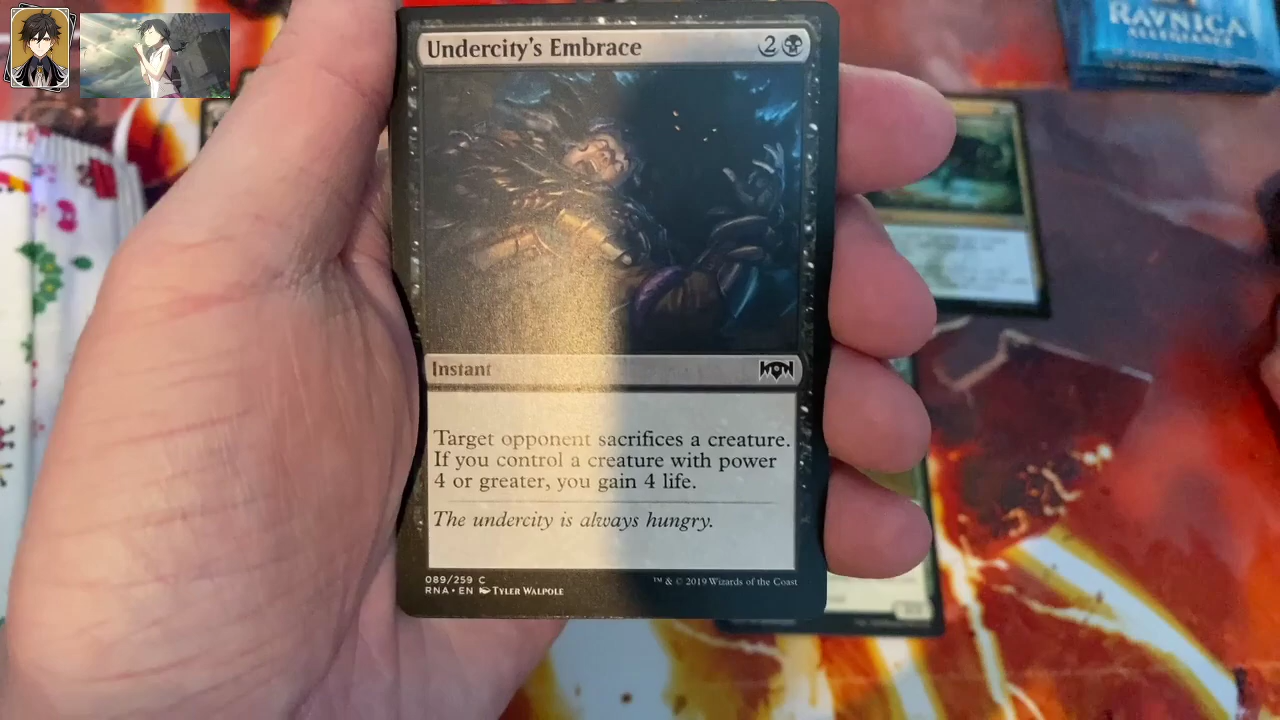 RAVNICA
ALLEGIANCE
Undercity's Embrace 2
Instant
Target opponent sacrifices a creature.
If you control a creature with power
4 or greater, you gain 4 life.
The undercity is always hungry.
089/259 C
RNA • EN TYLER WALPOLE
™ & © 2019 Wizards of the Coast